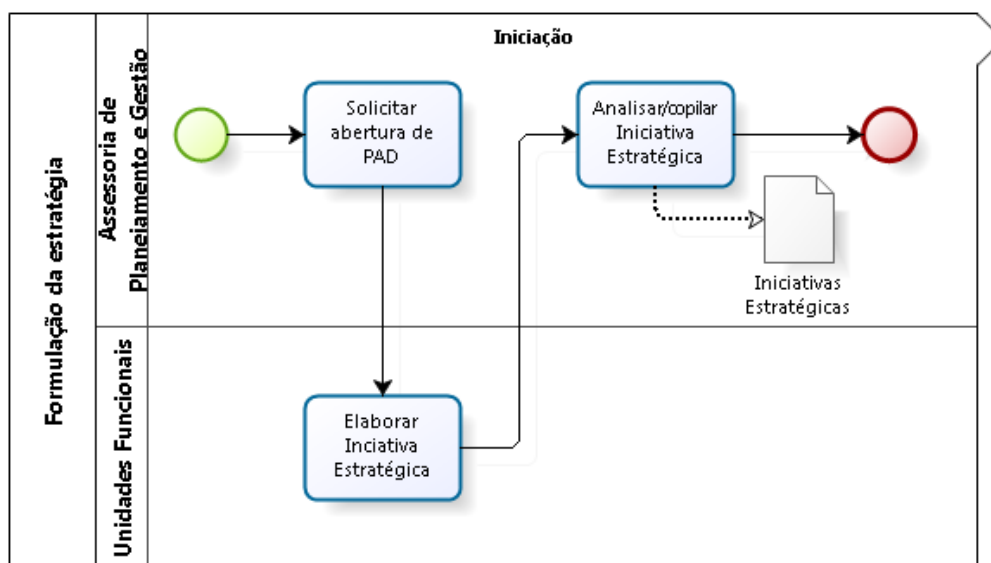 Formulação da estratégia
Assessoria de
Planejamento e Gestão
Iniciação
Solicitar
abertura de
PAD
Analisar/copilar
Iniciativa
Estratégica
Iniciativas
Estratégicas
Unidades Funcionais
Elaborar
Inciativa
Estratégica